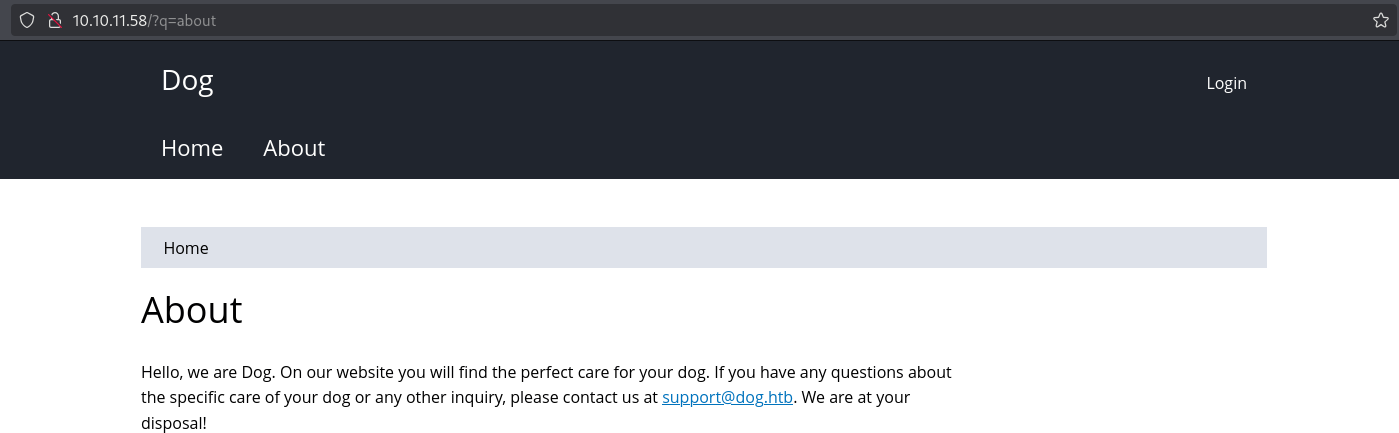 10.10.11.58/?q=about
Dog
Login
Home About
Home
About
Hello, we are Dog. On our website you will find the perfect care for your dog. If you have any questions about
the specific care of your dog or any other inquiry, please contact us at support@dog.htb. We are at your
disposal!